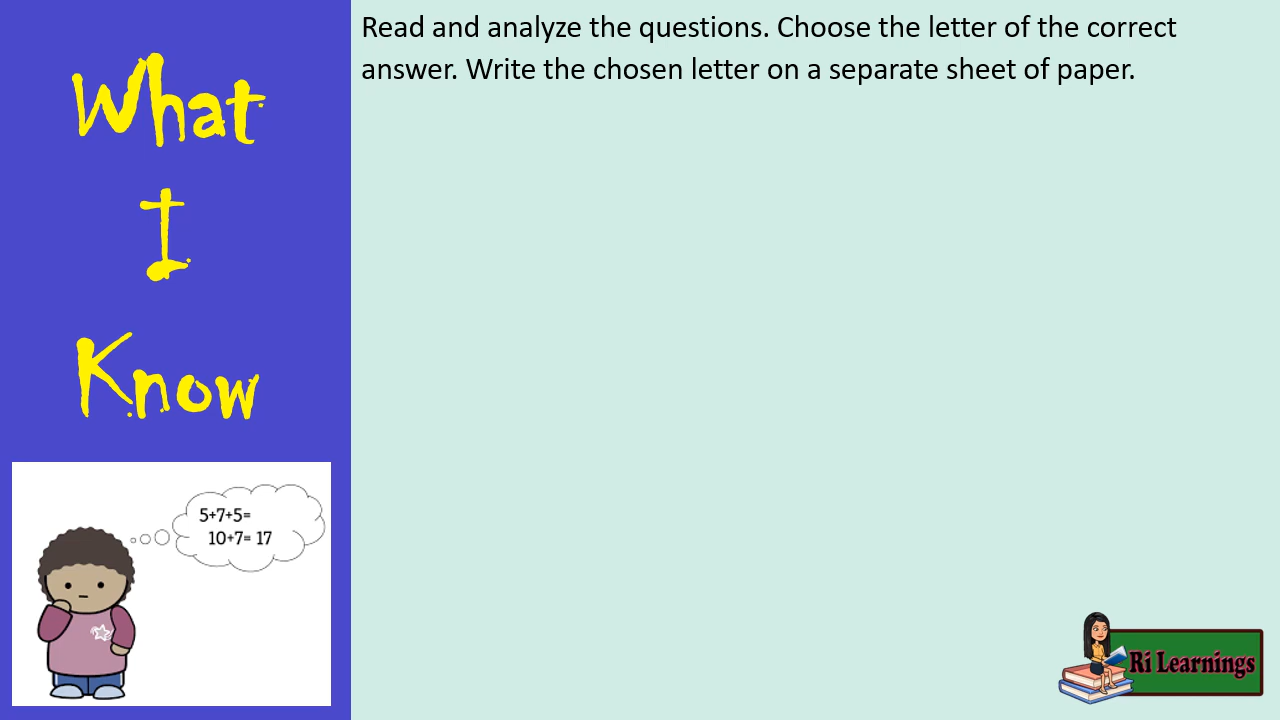 What
I
Know
Read and analyze the questions. Choose the letter of the correct
answer. Write the chosen letter on a separate sheet of paper.
5+7+5=
10+7= 17
Ri Learnings